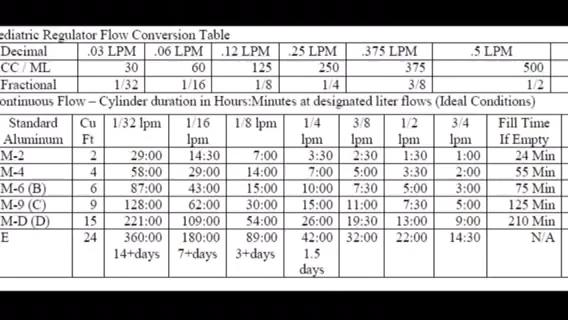 ediatric Regulator Flow Conversion Table
Decimal .03 LPM .06 LPM .12 LPM .25 LPM .375 LPM .5 LPM
CC / ML 30 60 125 250 375 500
Fractional 1/32 1/16 1/8 1/4 3/8 1/2
ontinuous Flow – Cylinder duration in Hours:Minutes at designated liter flows (Ideal Conditions)
Standard Aluminum Cu Ft 1/32 lpm 1/16 lpm 1/8 lpm 1/4 lpm 3/8 lpm 1/2 lpm 3/4 lpm Fill Time If Empty
M-2 2 29:00 14:30 7:00 3:30 2:30 1:30 1:00 24 Min
M-4 4 58:00 29:00 14:00 7:00 5:00 3:30 2:00 55 Min
M-6 (B) 6 87:00 43:00 15:00 10:00 7:30 5:00 3:00 75 Min
M-9 (C) 9 128:00 62:00 30:00 15:00 11:00 7:30 5:00 125 Min
M-D (D) 15 221:00 109:00 54:00 26:00 19:30 13:00 9:00 210 Min
E 24 360:00 180:00 89:00 42:00 32:00 22:00 14:30 N/A
14+days 7+days 3+days 1.5 days